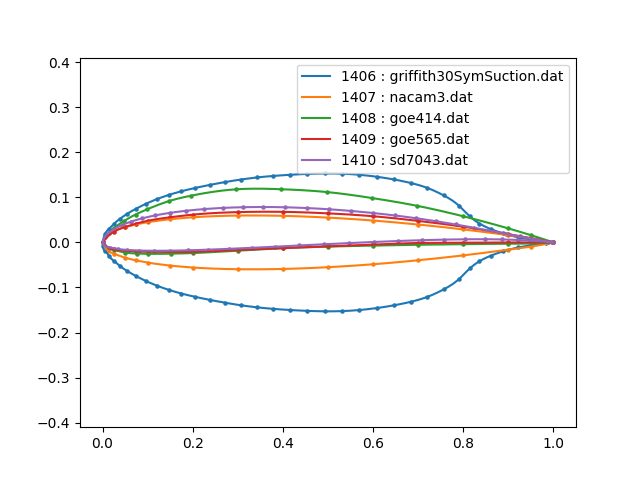 1406 : griffith30SymSuction.dat
1407 : nacam3.dat
1408 : goe414.dat
1409 : goe565.dat
1410 : sd7043.dat
0.4
0.3
0.2
0.1
0.0
−0.1
−0.2
−0.3
−0.4
0.0 0.2 0.4 0.6 0.8 1.0